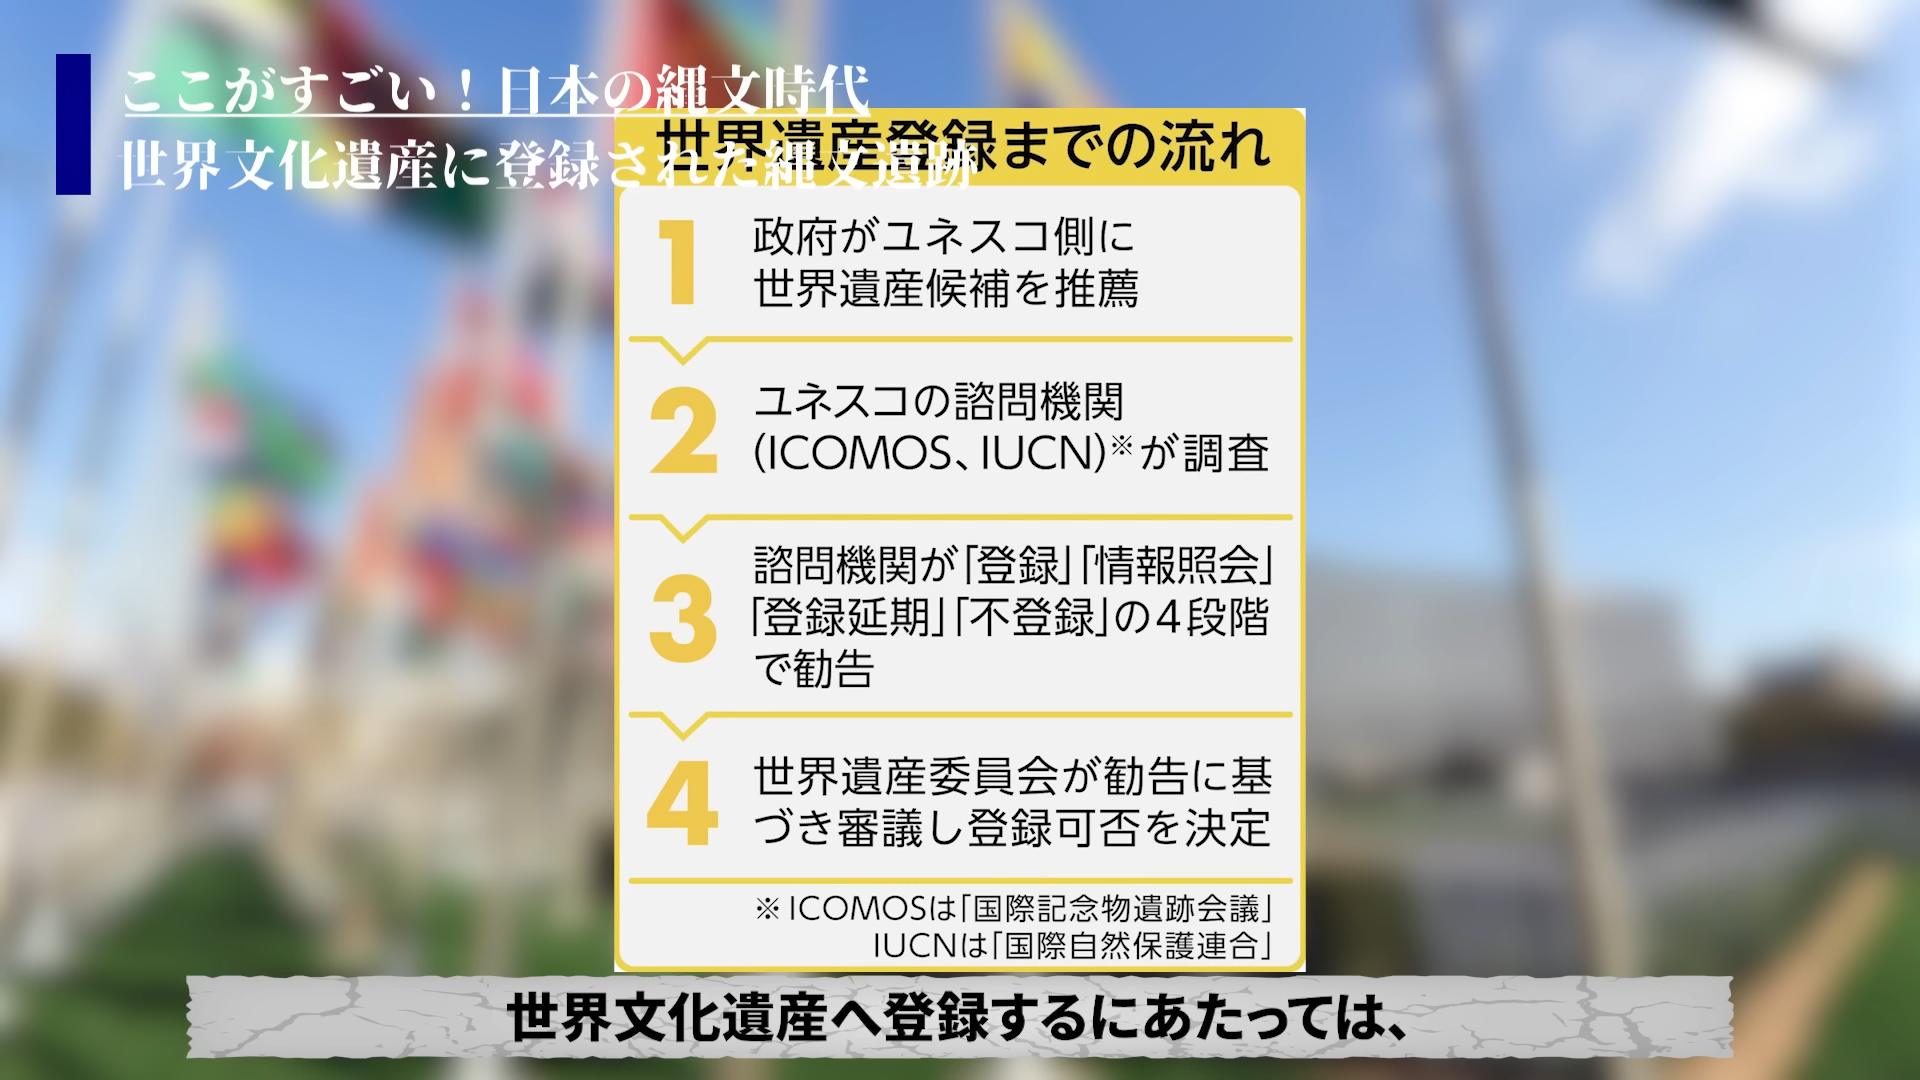 ここがすごい！日本の縄文時代
世界文化遺産に登録された縄文遺跡
世界遺産登録までの流れ
1
政府がユネスコ側に
世界遺産候補を推薦
2
ユネスコの諮問機関
(ICOMOS、IUCN)※が調査
3
諮問機関が「登録」「情報照会」
「登録延期」「不登録」の4段階
で勧告
4
世界遺産委員会が勧告に基
づき審議し登録可否を決定
※ICOMOSは「国際記念物遺跡会議」
IUCNは「国際自然保護連合」
世界文化遺産へ登録するにあたっては、